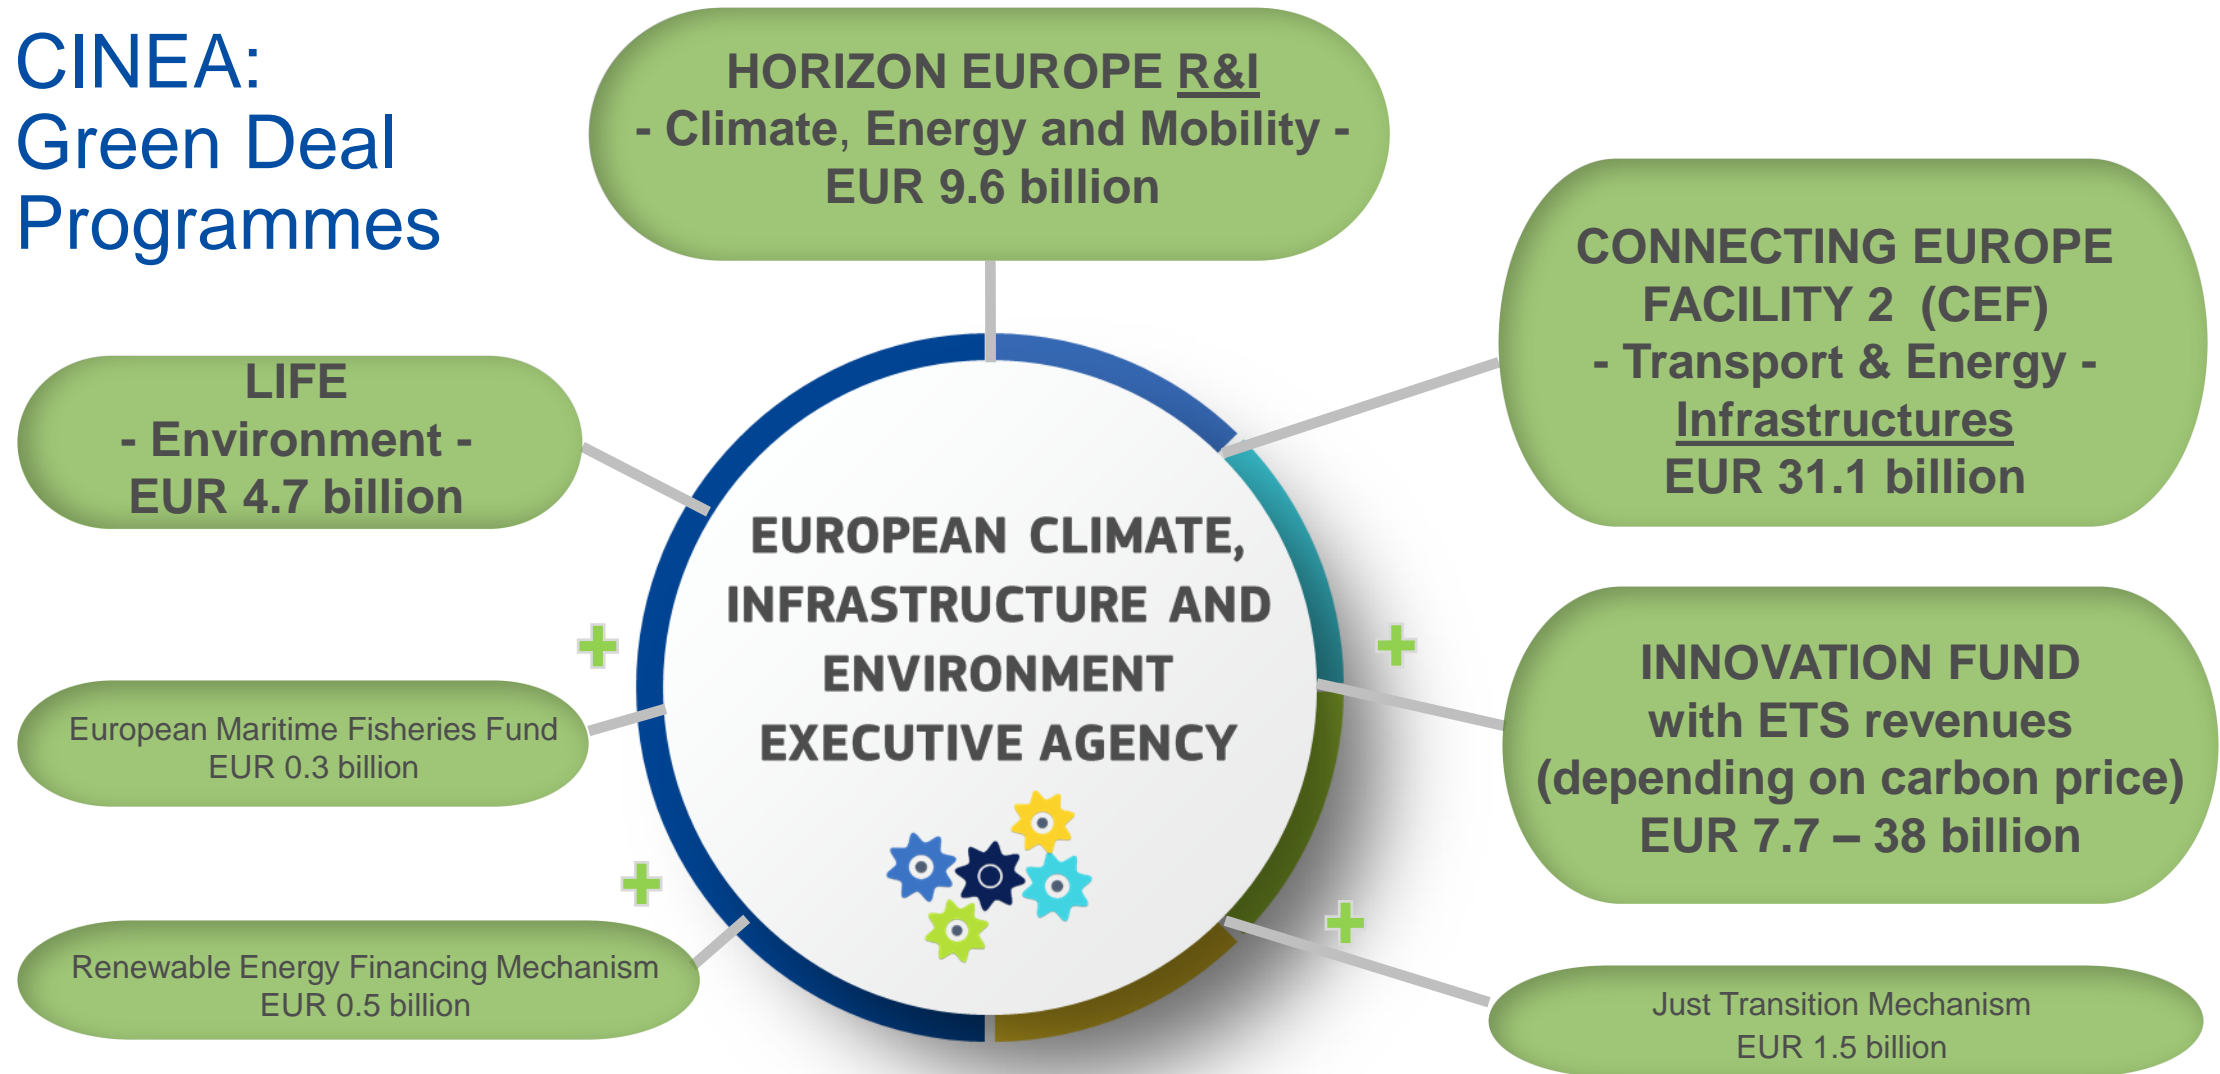 CINEA:
Green Deal
Programmes
HORIZON EUROPE R&I
- Climate, Energy and Mobility -
EUR 9.6 billion
CONNECTING EUROPE
FACILITY 2 (CEF)
- Transport & Energy -
Infrastructures
EUR 31.1 billion
LIFE
- Environment -
EUR 4.7 billion
EUROPEAN CLIMATE,
INFRASTRUCTURE AND
ENVIRONMENT
EXECUTIVE AGENCY
INNOVATION FUND
with ETS revenues
(depending on carbon price)
EUR 7.7 – 38 billion
European Maritime Fisheries Fund
EUR 0.3 billion
Renewable Energy Financing Mechanism
EUR 0.5 billion
Just Transition Mechanism
EUR 1.5 billion